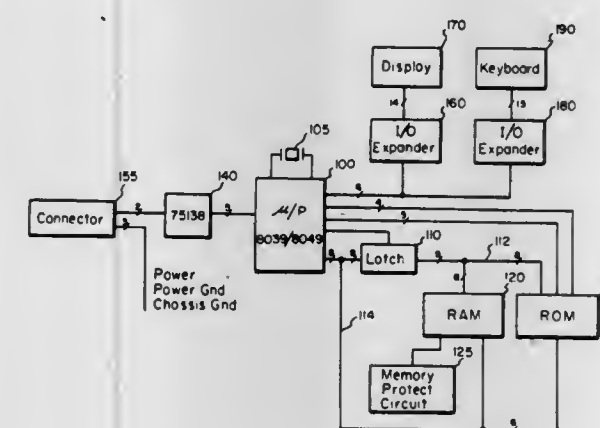 170
190
Display
Keyboard
14
13
160
180
I/O
Expander
I/O
Expander
105
100
155
140
Connector
75138
μ/P
8039/8049
110
Latch
112
120
Power
Power Gnd
Chassis Gnd
114
RAM
ROM
125
Memory
Protect
Circuit